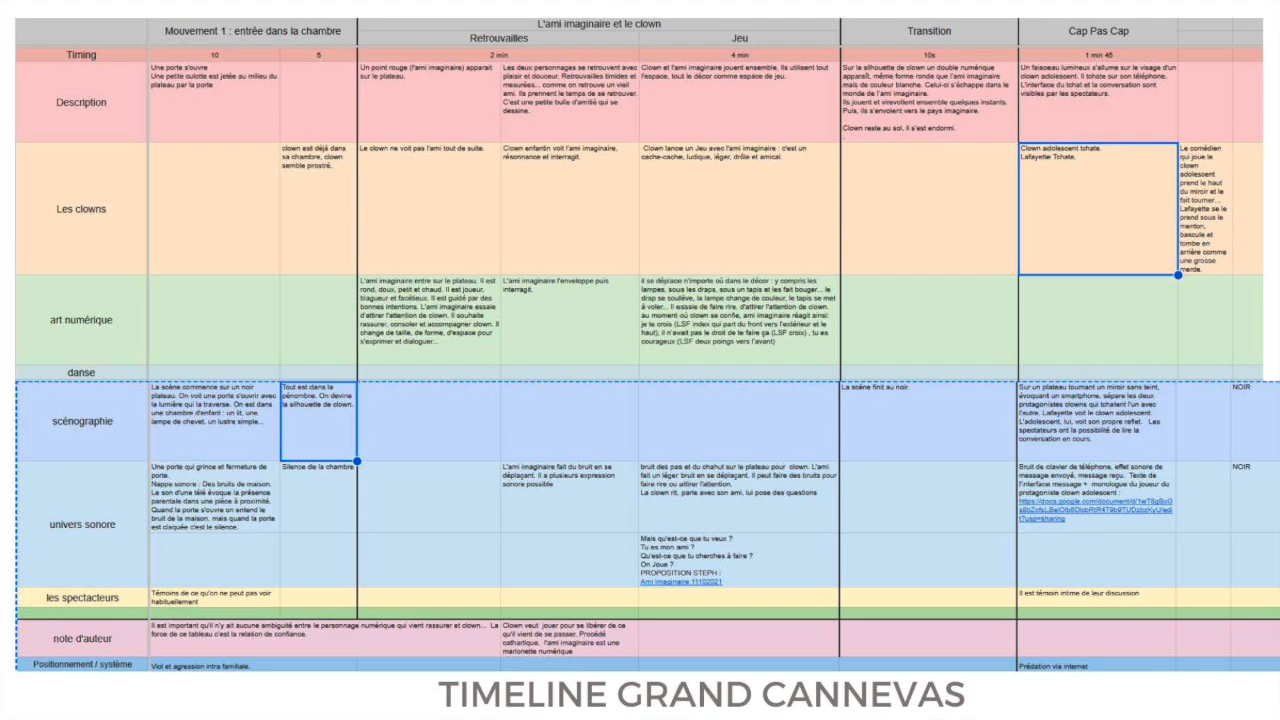 L'ami imaginaire et le clown
Mouvement 1 : entrée dans la chambre
Retrouvailles
Jeu
Transition
Cap Pas Cap
Timing
10
5
2 min
4 min
10s
1 min 45
Description
Une porte s'ouvre
Une petite culotte est jetée au milieu du
plateau par la porte
Un point rouge (l'ami imaginaire) apparait
sur le plateau.
Les deux personnages se retrouvent avec
plaisir et douceur. Retrouvailles timides et
mesurées... comme on retrouve un vieil
ami. Ils prennent le temps de se retrouver.
C'est une petite bulle d'amitié qui se
dessine.
Clown et l'ami imaginaire jouent ensemble. Ils utilisent tout
l'espace, tout le décor comme espace de jeu.
Sur la silhouette de clown un double numérique
apparaît, même forme ronde que l'ami imaginaire
mais de couleur blanche. Celui-ci s'échappe dans le
monde de l'ami imaginaire.
Ils jouent et virevoltent ensemble quelques instants.
Puis, ils s'envolent vers le pays imaginaire.
Clown reste au sol, il s'est endormi.
.
Un faisceau lumineux s'allume sur le visage d'un
clown adolescent. Il tchate sur son téléphone.
L'interface du tchat et la conversation sont
visibles par les spectateurs.
Les clowns
clown est déjà dans
sa chambre, clown
semble prostré.
Le clown ne voit pas l'ami tout de suite.
Clown enfantin voit l'ami imaginaire,
résonnance et interragit.
Clown lance un Jeu avec l'ami imaginaire : c'est un
cache-cache, ludique, léger, drôle et amical.
Clown adolescent tchate.
Lafayette Tchate.
Le comédien
qui joue le
clown
adolescent
prend le haut
du miroir et le
fait tourner...
Lafayette se le
prend sous le
menton,
bascule et
tombe en
arrière comme
une grosse
merde.
art numérique
L'ami imaginaire entre sur le plateau. Il est
rond, doux, petit et chaud. Il est joueur,
blagueur et facétieux. Il est guidé par des
bonnes intentions. L'ami imaginaire essaie
d'attirer l'attention de clown. Il souhaite
rassurer, consoler et accompagner clown. Il
change de taille, de forme, d'espace pour
s'exprimer et dialoguer...
L'ami imaginaire l'enveloppe puis
interragit.
il se déplace n'importe où dans le décor : y compris les
lampes, sous les draps, sous un tapis et les fait bouger... le
drap se soulève, la lampe change de couleur, le tapis se met
à voler... Il essaie de faire rire, d'attirer l'attention de clown.
au moment où clown se confie, ami imaginaire réagit ainsi:
je te crois (LSF index qui part du front vers l'extérieur et le
haut), il n'avait pas le droit de te faire ça (LSF croix) , tu es
courageux (LSF deux poings vers l'avant)
danse
scénographie
La scène commence sur un noir
plateau. On voit une porte s'ouvrir avec
la lumière qui la traverse. On est dans
une chambre d'enfant : un lit, une
lampe de chevet, un lustre simple...
Tout est dans la
pénombre. On devine
la silhouette de clown.
La scène finit au noir.
Sur un plateau tournant un miroir sans teint,
évoquant un smartphone, sépare les deux
protagonistes clowns qui tchatent l'un avec
l'autre. Lafayette voit le clown adolescent.
L'adolescent, lui, voit son propre reflet. Les
spectateurs ont la possibilité de lire la
conversation en cours.
NOIR
univers sonore
Une porte qui grince et fermeture de
porte.
Nappe sonore : Des bruits de maison.
Le son d'une télé évoque la présence
parentale dans une pièce à proximité.
Quand la porte s'ouvre on entend le
bruit de la maison, mais quand la porte
est claquée c'est le silence.
Silence de la chambre
L'ami imaginaire fait du bruit en se
déplaçant. Il a plusieurs expression
sonore possible
bruit des pas et du chahut sur le plateau pour clown. L'ami
fait un léger bruit en se déplaçant. Il peut faire des bruits pour
faire rire ou attirer l'attention.
La clown rit, parle avec son ami, lui pose des questions
Bruit de clavier de téléphone, effet sonore de
message envoyé, message reçu. Texte de
l'interface message + monologue du joueur du
protagoniste clown adolescent :
NOIR
Mais qu'est-ce que tu veux ?
Tu es mon ami ?
Qu'est-ce que tu cherches à faire ?
On Joue ?
PROPOSITION STEPH :
Ami Imaginaire 11102021
les spectacteurs
Témoins de ce qu'on ne peut pas voir
habituellement
Il est témoin intime de leur discussion
note d'auteur
Il est important qu'il n'y ait aucune ambiguité entre le personnage numérique qui vient rassurer et clown... La
force de ce tableau c'est la relation de confiance.
Clown veut jouer pour se libérer de ce
qu'il vient de se passer. Procédé
cathartique. l'ami imaginaire est une
marionette numérique
Positionnement / système
Viol et agression intra familiale.
Prédation via internet
TIMELINE GRAND CANNEVAS